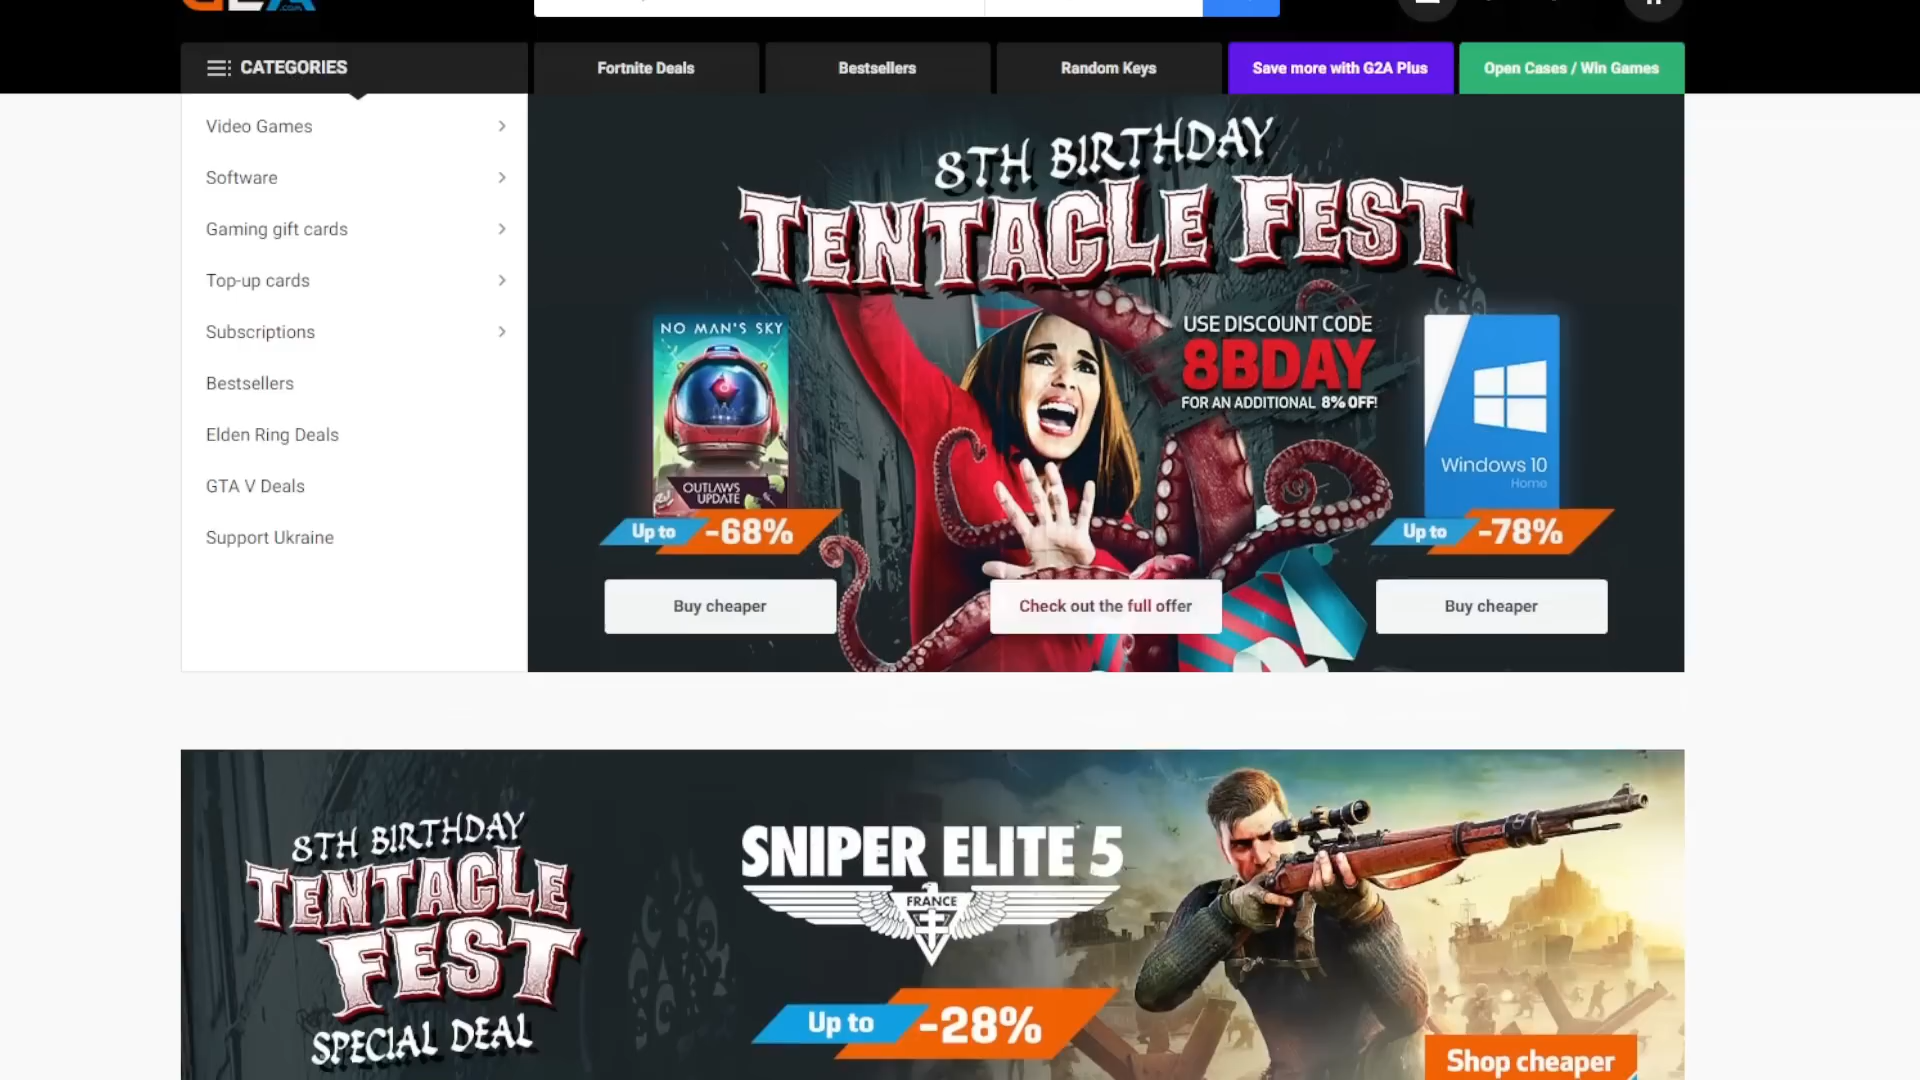 G2A
.com
CATEGORIES
Fortnite Deals
Bestsellers
Random Keys
Save more with G2A Plus
Open Cases / Win Games
Video Games
Software
Gaming gift cards
Top-up cards
Subscriptions
Bestsellers
Elden Ring Deals
GTA V Deals
Support Ukraine
8TH BIRTHDAY
TENTACLE FEST
NO MAN'S SKY
OUTLAWS
UPDATE
Up to -68%
Buy cheaper
USE DISCOUNT CODE
8BDAY
FOR AN ADDITIONAL 8% OFF!
Check out the full offer
Windows 10
Home
Up to -78%
Buy cheaper
8TH BIRTHDAY
TENTACLE
FEST
SPECIAL DEAL
SNIPER ELITE 5
FRANCE
Up to -28%
Shop cheaper